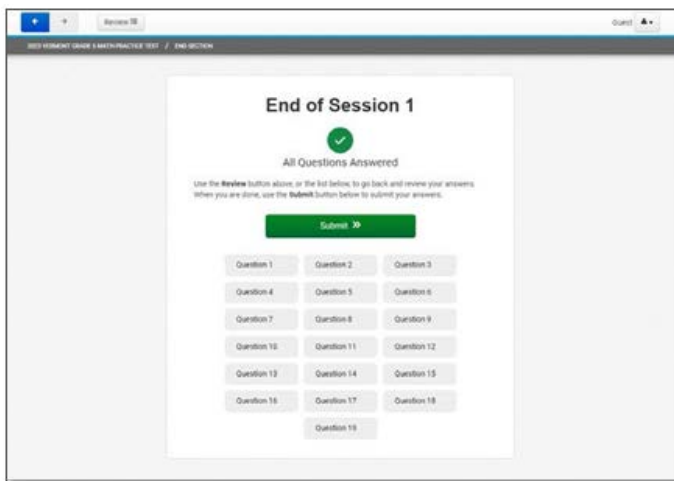 Review
Guest
2023 VERMONT GRADE 5 MATH PRACTICE TEST / END SECTION
End of Session 1
All Questions Answered
Use the Review button above, or the list below, to go back and review your answers.
When you are done, use the Submit button below to submit your answers.
Submit
Question 1
Question 2
Question 3
Question 4
Question 5
Question 6
Question 7
Question 8
Question 9
Question 10
Question 11
Question 12
Question 13
Question 14
Question 15
Question 16
Question 17
Question 18
Question 19